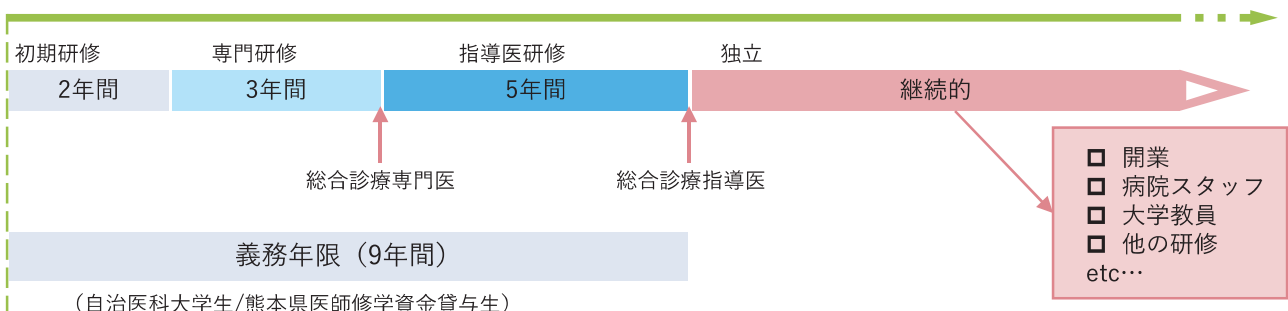 初期研修 専門研修 指導医研修 独立
2年間 3年間 5年間 継続的
総合診療専門医 総合診療指導医
開業
病院スタッフ
大学教員
他の研修
etc…
義務年限（9年間）
（自治医科大学生/熊本県医師修学資金貸与生）